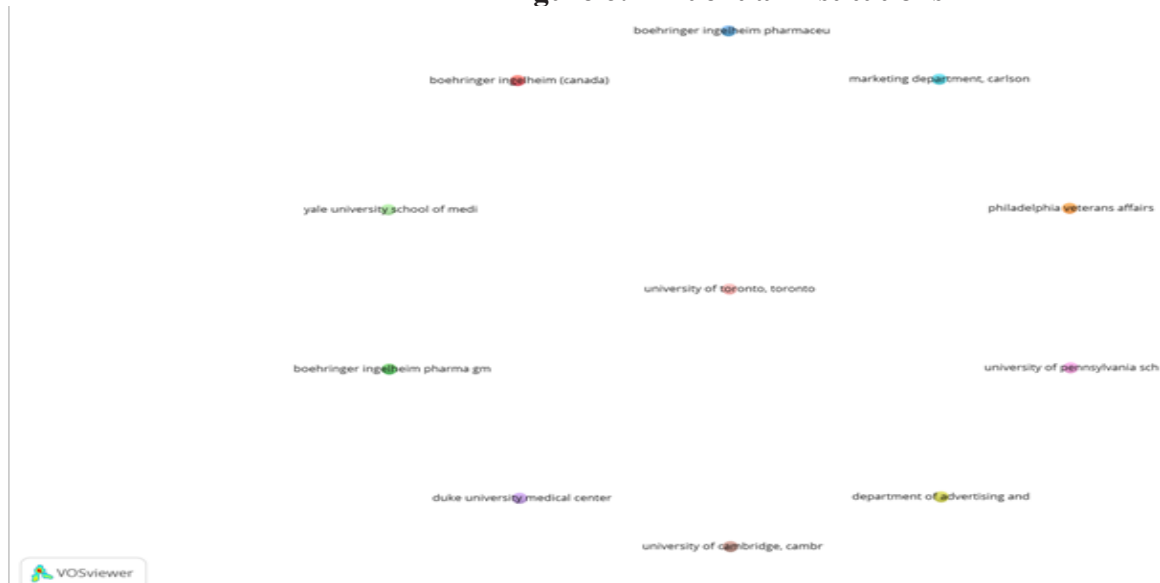 boehringer ingelheim pharmaceu
boehringer ingelheim (canada)
marketing department, carlson
yale university school of medi
philadelphia veterans affairs
university of toronto, toronto
boehringer ingelheim pharma gm
university of pennsylvania sch
duke university medical center
department of advertising and
university of cambridge, cambr
VOSviewer